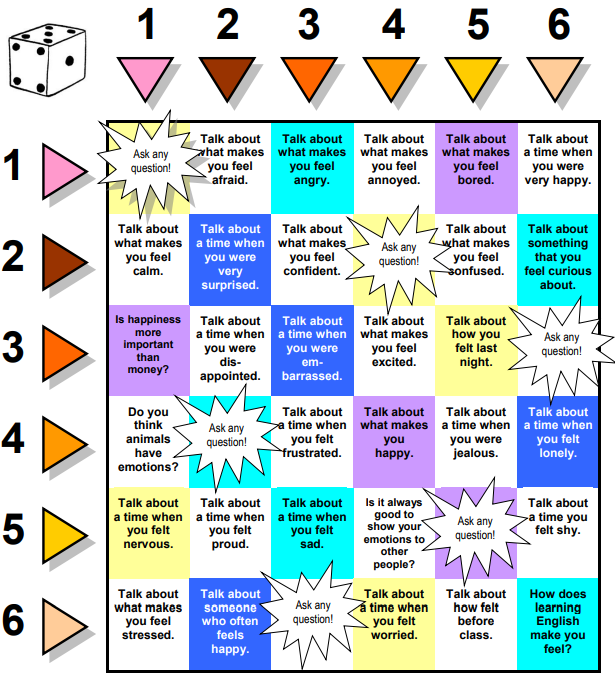 1 2 3 4 5 6
1
Ask any
question!
Talk about
what makes
you feel
afraid.
Talk about
what makes
you feel
angry.
Talk about
what makes
you feel
annoyed.
Talk about
what makes
you feel
bored.
Talk about
a time when
you were
very happy.
2
Talk about
what makes
you feel
calm.
Talk about
a time when
you were
very
surprised.
Talk about
what makes
you feel
confident.
Ask any
question!
Talk about
what makes
you feel
confused.
Talk about
something
that you
feel curious
about.
3
Is happiness
more
important
than
money?
Talk about
a time when
you were
dis-
appointed.
Talk about
a time when
you were
em-
barrassed.
Talk about
what makes
you feel
excited.
Talk about
how you
felt last
night.
Ask any
question!
4
Do you
think
animals
have
emotions?
Ask any
question!
Talk about
a time when
you felt
frustrated.
Talk about
what makes
you
happy.
Talk about
a time when
you were
jealous.
Talk about
a time when
you felt
lonely.
5
Talk about
a time when
you felt
nervous.
Talk about
a time when
you felt
proud.
Talk about
a time when
you felt
sad.
Is it always
good to
show your
emotions to
other
people?
Ask any
question!
Talk about
a time you
felt shy.
6
Talk about
what makes
you feel
stressed.
Talk about
someone
who often
feels
happy.
Ask any
question!
Talk about
a time when
you felt
worried.
Talk about
how felt
before
class.
How does
learning
English
make you
feel?